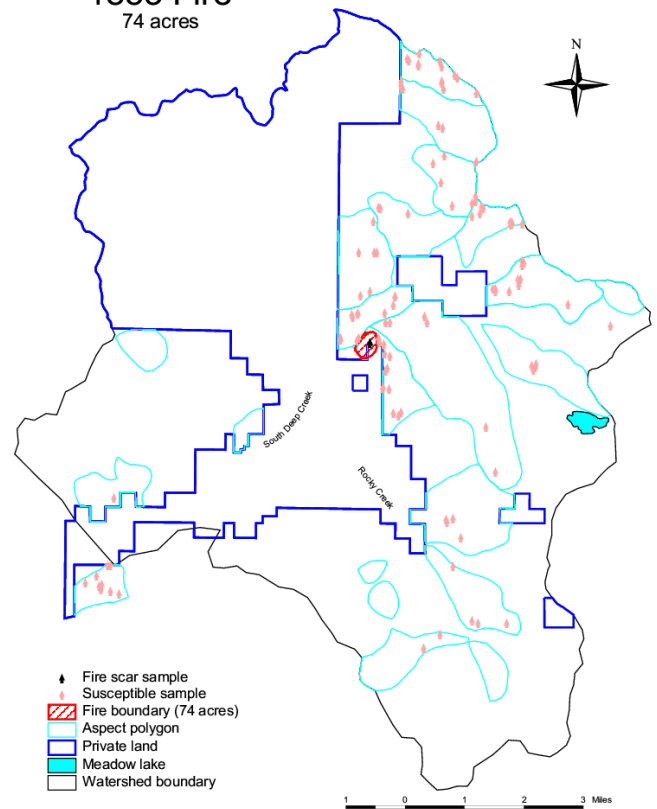 74 acres
N
South Deep Creek
Rocky Creek
Fire scar sample
Susceptible sample
Fire boundary (74 acres)
Aspect polygon
Private land
Meadow lake
Watershed boundary
1 0 1 2 3 Miles